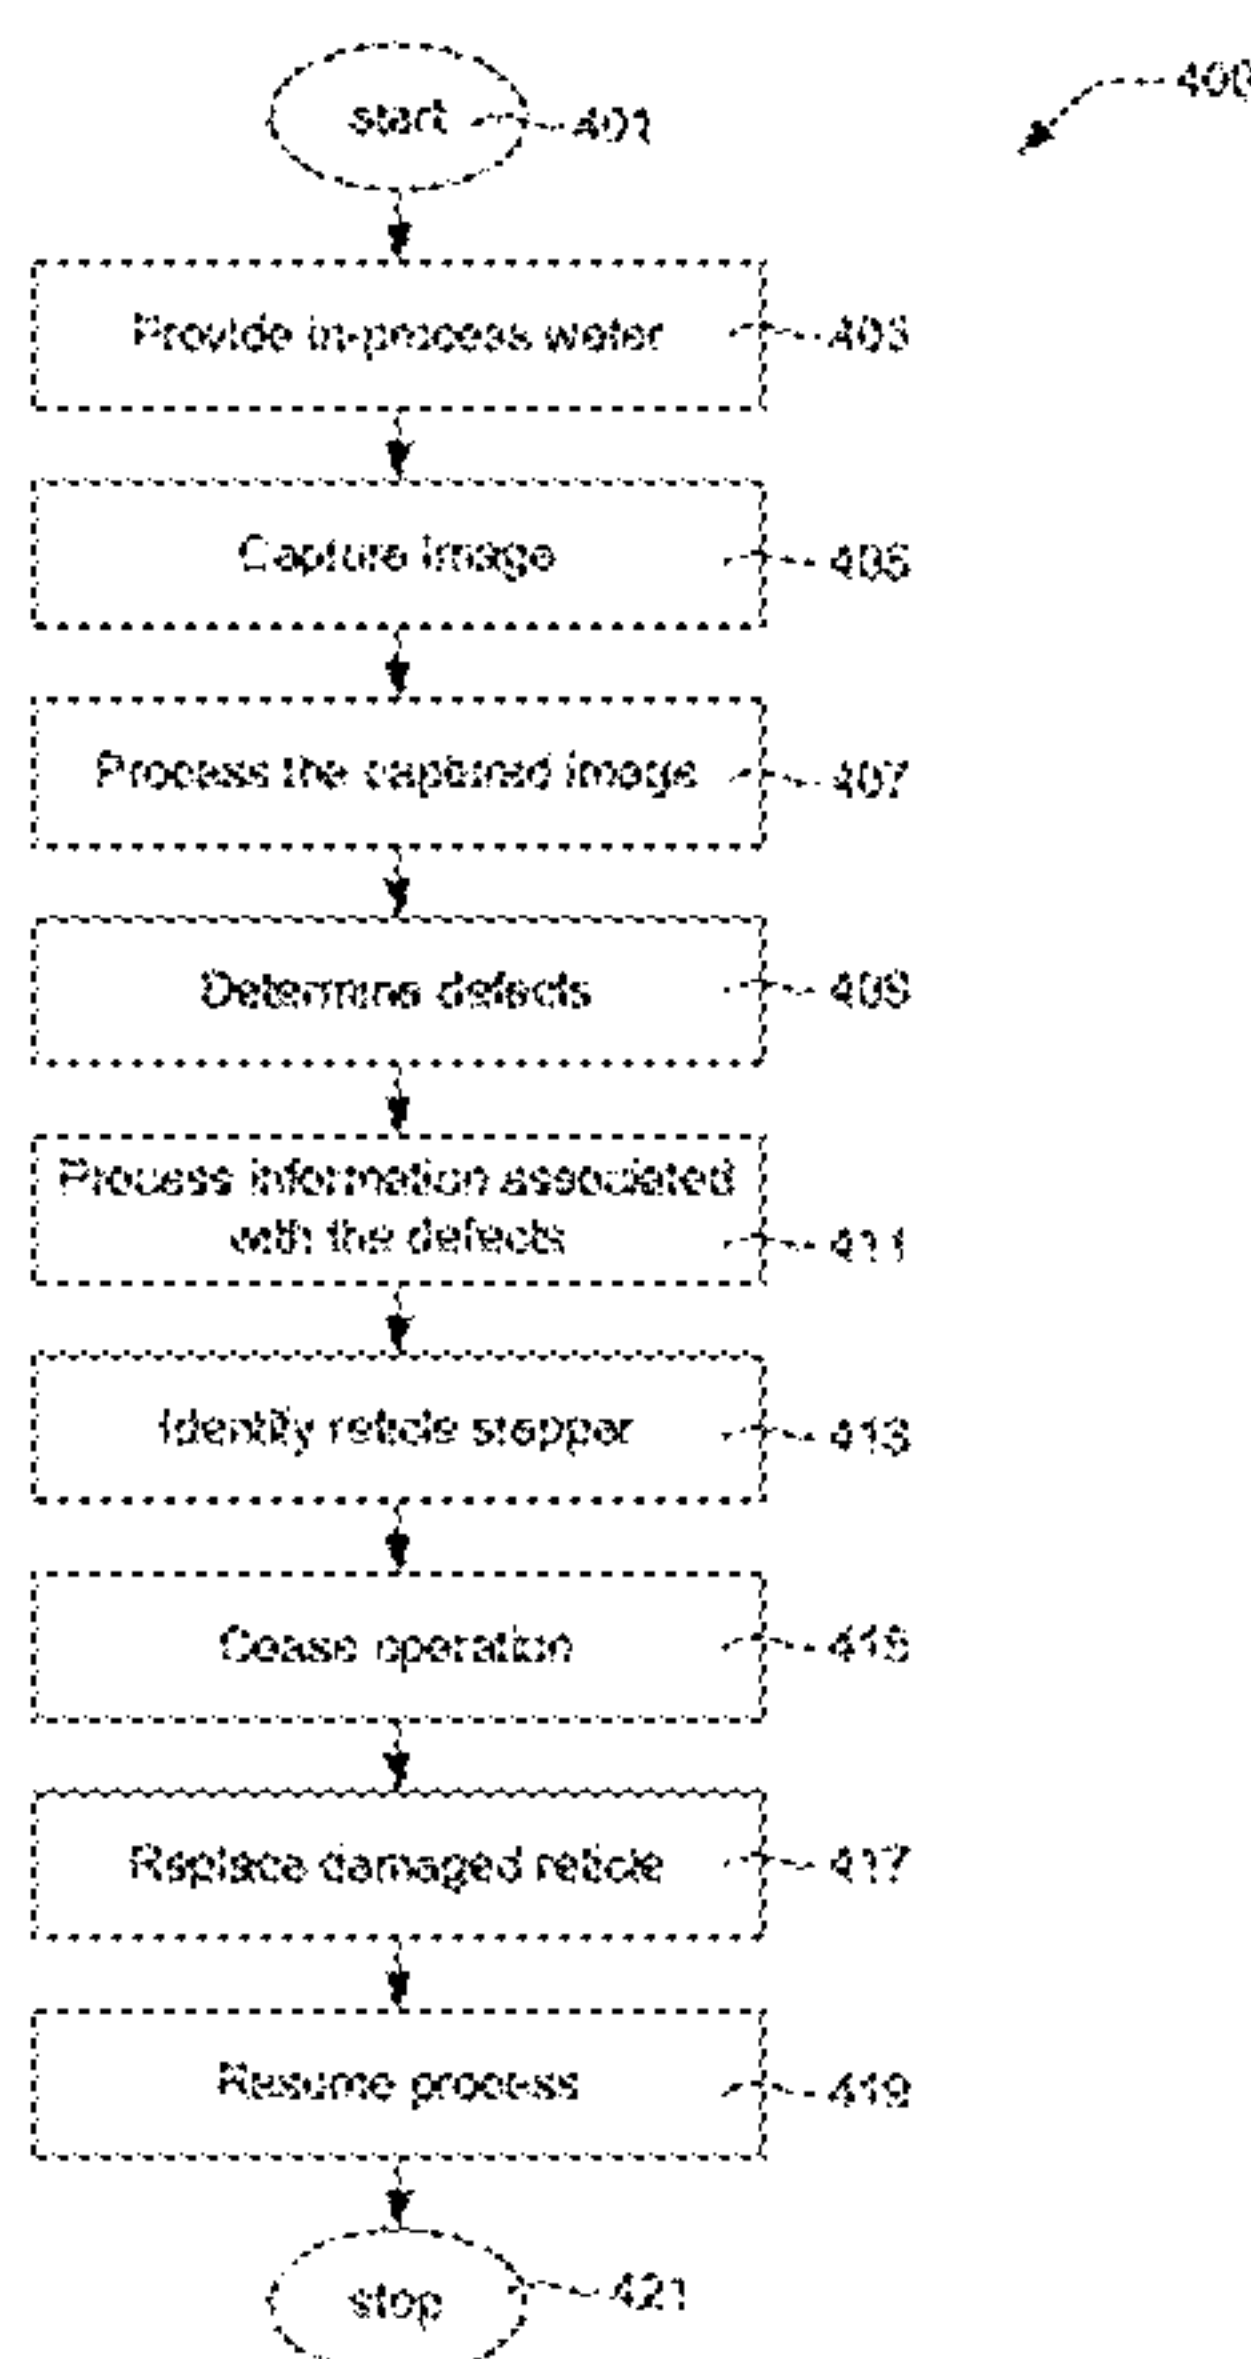 400
start 401
Provide in-process wafer 403
Capture image 405
Process the captured image 407
Determine defects 409
Process information associated
with the defects 411
Identify reticle stepper 413
Cease operation 415
Replace damaged reticle 417
Resume process 419
stop 421